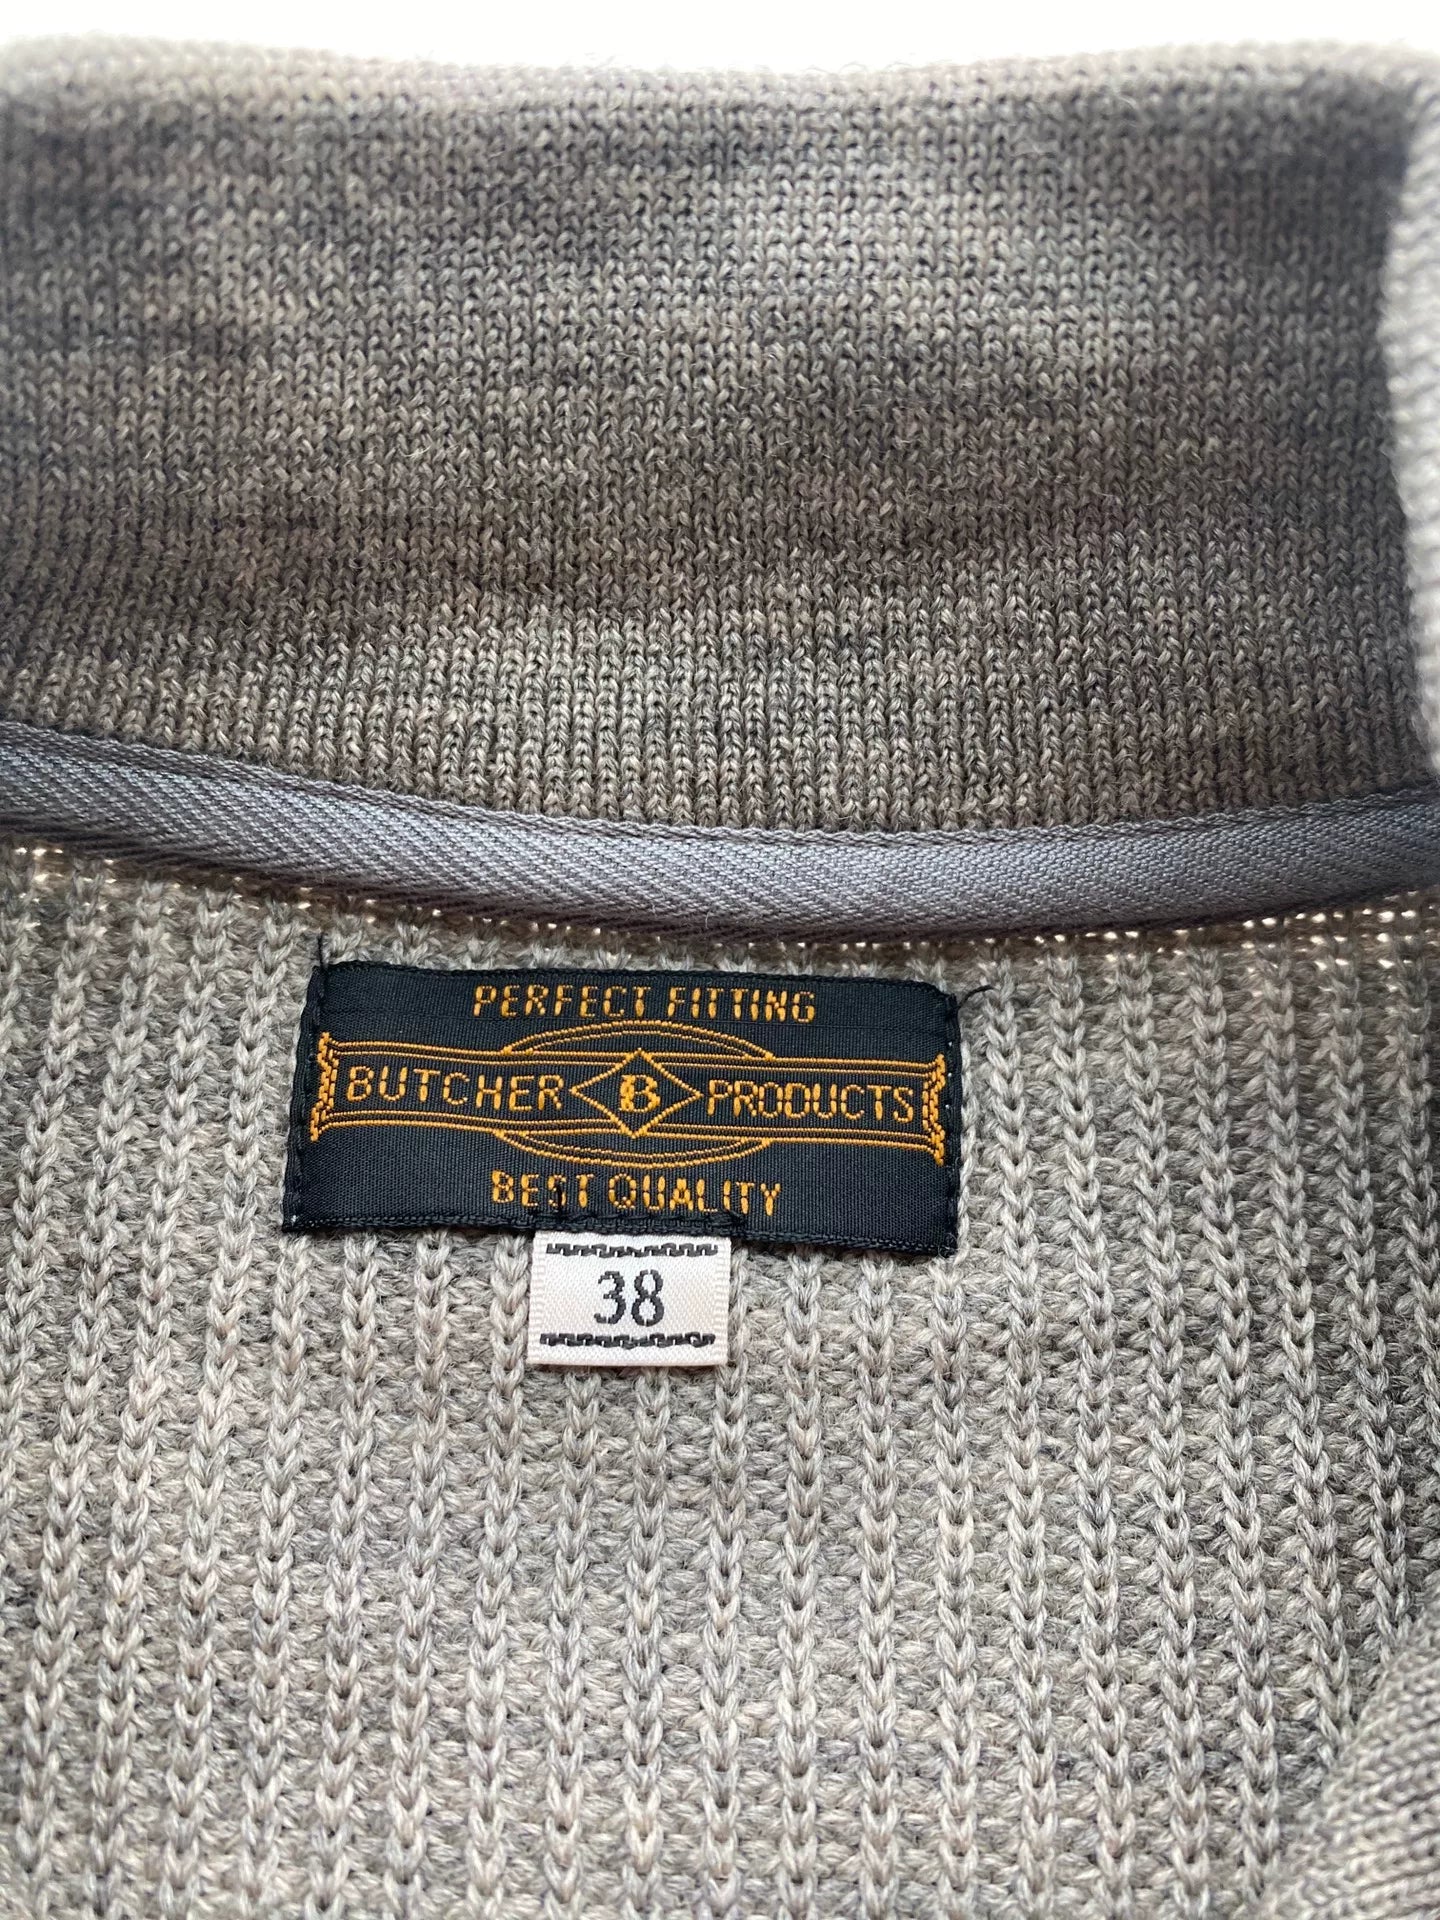 PERFECT FITTING
BUTCHER B PRODUCTS
BEST QUALITY
38